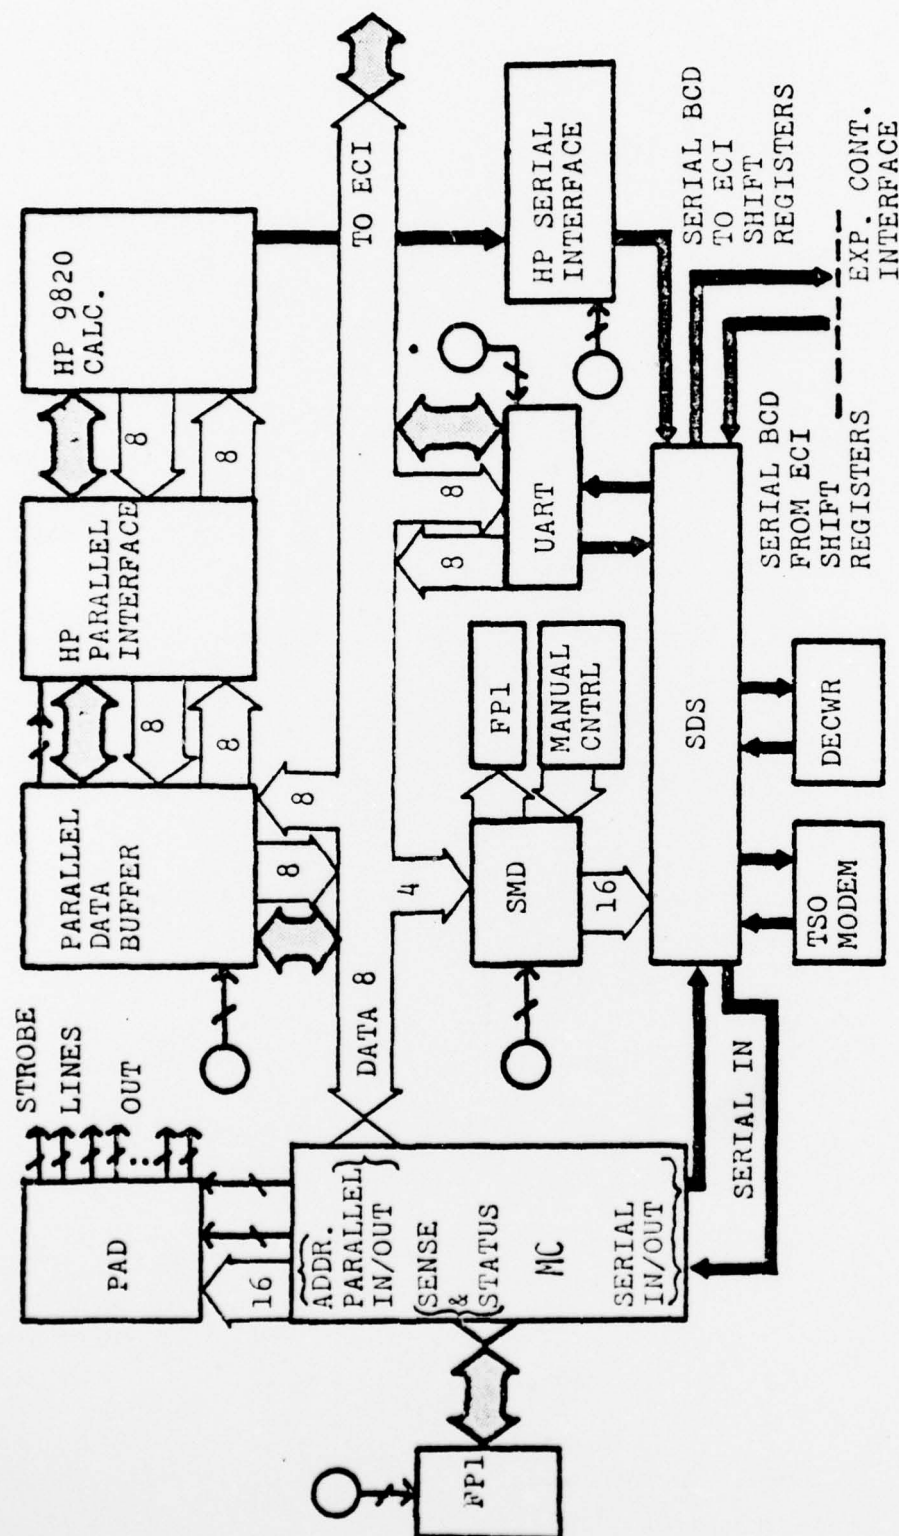 STROBE
LINES
OUT
PAD
16
ADDR.
PARALLEL
IN/OUT
SENSE
&
STATUS
MC
SERIAL
IN/OUT
FP1
PARALLEL
DATA
BUFFER
8
8
HP
PARALLEL
INTERFACE
8
8
HP 9820
CALC.
8
8
DATA 8
TO ECI
4
SMD
16
FP1
MANUAL
CNTRL
8
8
UART
HP SERIAL
INTERFACE
SDS
SERIAL IN
TSO
MODEM
DECWR
SERIAL BCD
TO ECI
SHIFT
REGISTERS
SERIAL BCD
FROM ECI
SHIFT
REGISTERS
EXP. CONT.
INTERFACE